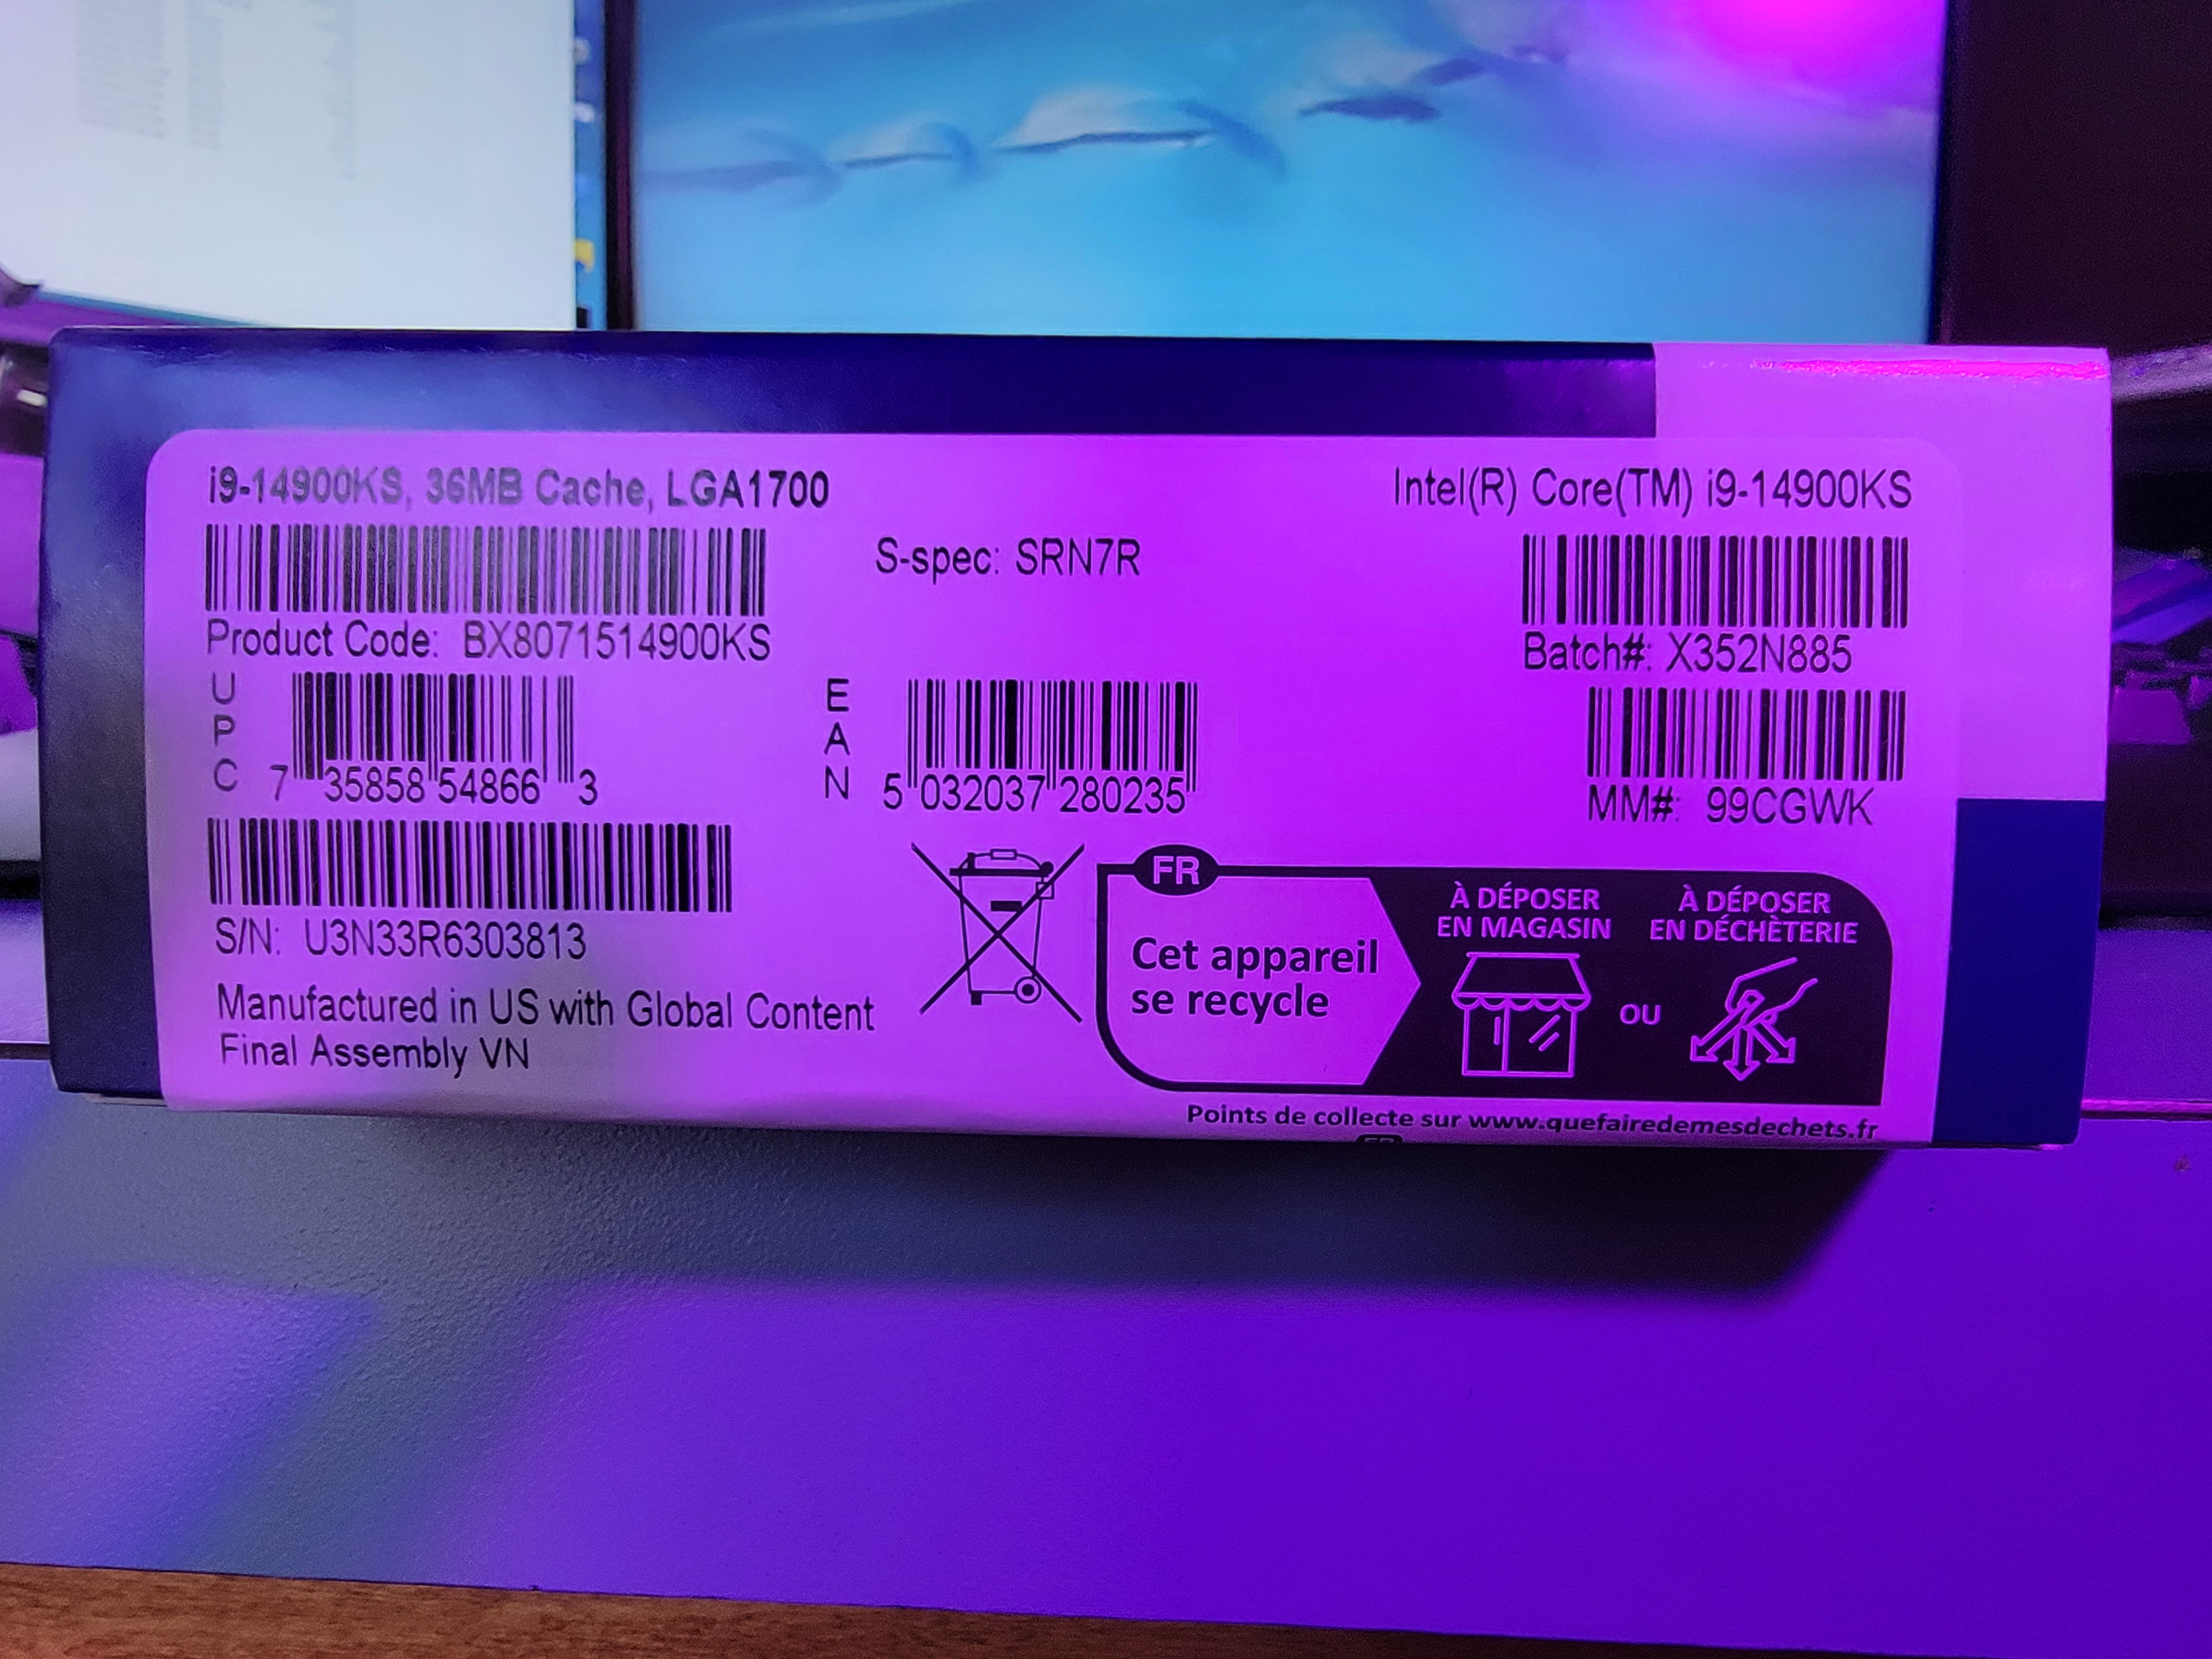 i9-14900KS, 36MB Cache, LGA1700
Product Code: BX8071514900KS
UPC 7 35858 54866 3
S/N: U3N33R6303813
Manufactured in US with Global Content
Final Assembly VN
S-spec: SRN7R
EAN 5 032037 280235
Intel(R) Core(TM) i9-14900KS
Batch#: X352N885
MM#: 99CGWK
FR
Cet appareil
se recycle
À DÉPOSER
EN MAGASIN
OU
À DÉPOSER
EN DÉCHÈTERIE
Points de collecte sur www.quefairedemesdechets.fr